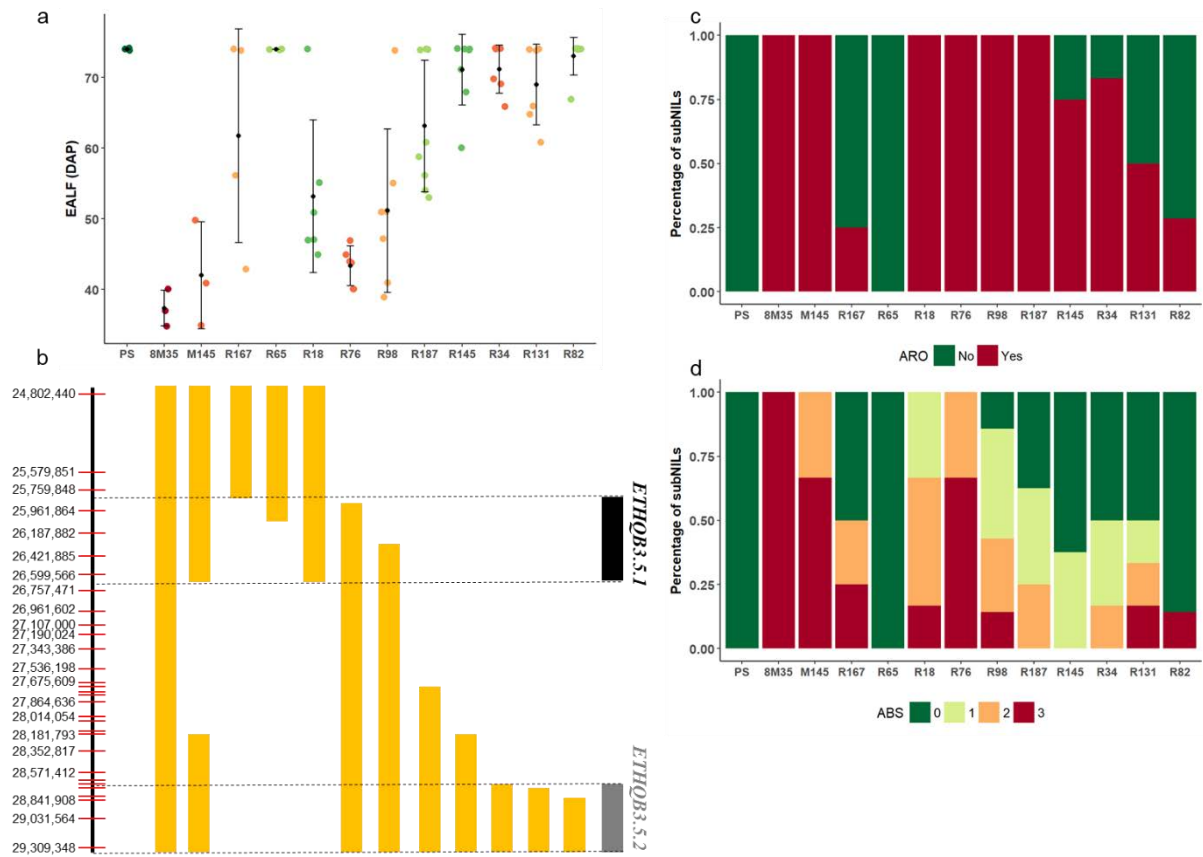 a
EALF (DAP)
70
60
50
40
PS 8M35 M145 R167 R65 R18 R76 R98 R187 R145 R34 R131 R82
b
24,802,440
25,579,851
25,759,848
25,961,864
26,187,882
26,421,885
26,599,566
26,757,471
26,961,602
27,107,000
27,190,024
27,343,386
27,536,198
27,675,609
27,864,636
28,014,054
28,181,793
28,352,817
28,571,412
28,841,908
29,031,564
29,309,348
ETHQB3.5.1
ETHQB3.5.2
c
Percentage of subNILs
1.00
0.75
0.50
0.25
0.00
PS 8M35 M145 R167 R65 R18 R76 R98 R187 R145 R34 R131 R82
ARO No Yes
d
Percentage of subNILs
1.00
0.75
0.50
0.25
0.00
PS 8M35 M145 R167 R65 R18 R76 R98 R187 R145 R34 R131 R82
ABS 0 1 2 3